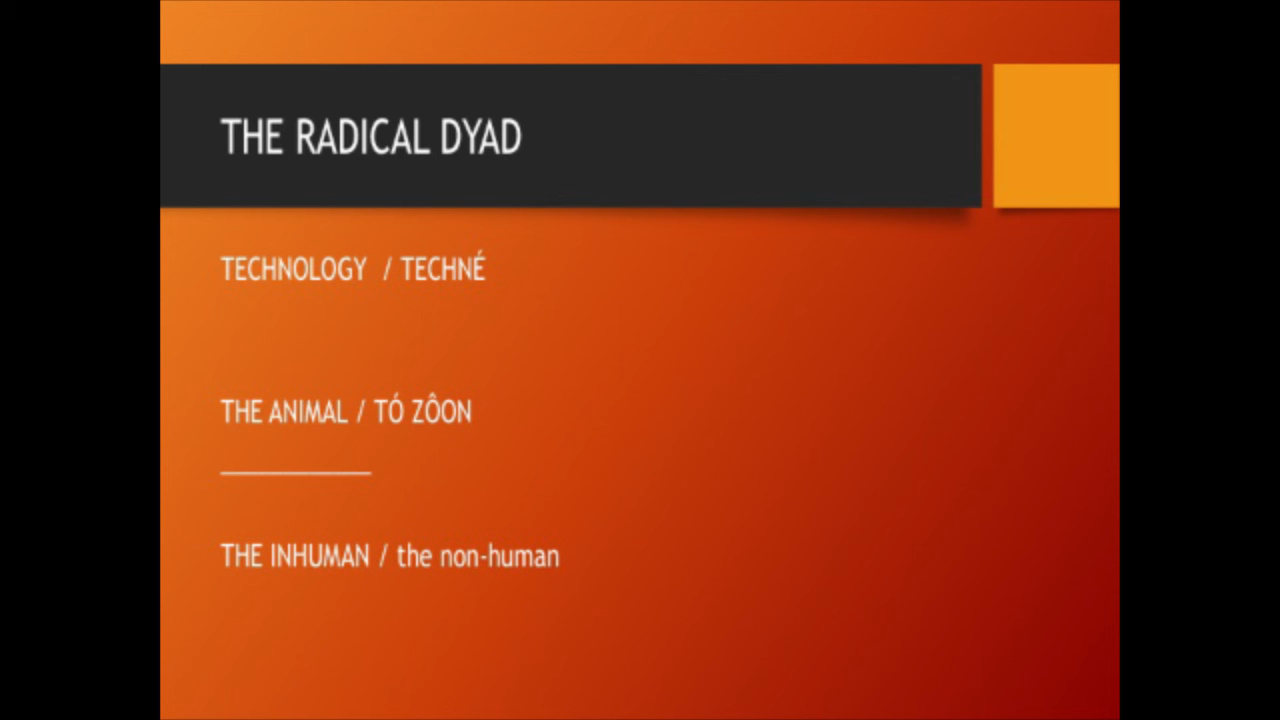 THE RADICAL DYAD
TECHNOLOGY / TECHNÉ
THE ANIMAL / TÓ ZÔON
THE INHUMAN / the non-human